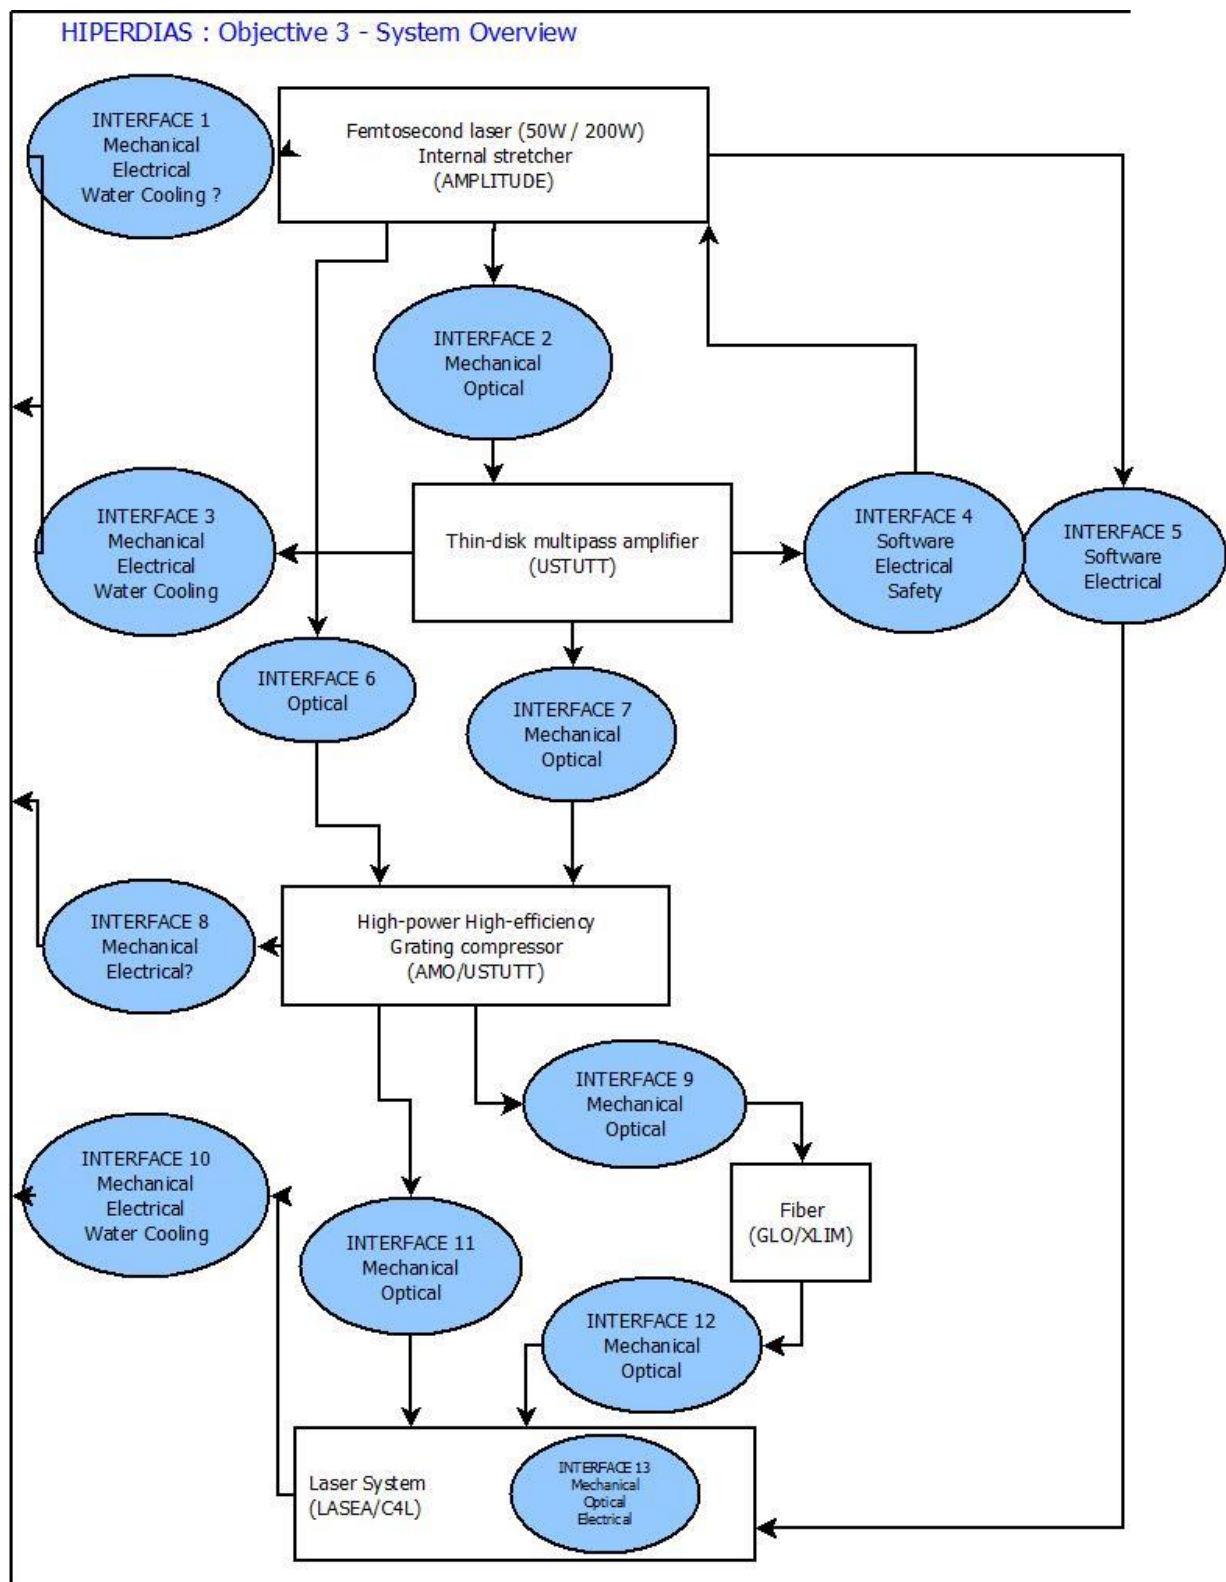 HIPERDIAS : Objective 3 - System Overview
INTERFACE 1
Mechanical
Electrical
Water Cooling ?
Femtosecond laser (50W / 200W)
Internal stretcher
(AMPLITUDE)
INTERFACE 2
Mechanical
Optical
INTERFACE 3
Mechanical
Electrical
Water Cooling
Thin-disk multipass amplifier
(USTUTT)
INTERFACE 4
Software
Electrical
Safety
INTERFACE 5
Software
Electrical
INTERFACE 6
Optical
INTERFACE 7
Mechanical
Optical
INTERFACE 8
Mechanical
Electrical?
High-power High-efficiency
Grating compressor
(AMO/USTUTT)
INTERFACE 9
Mechanical
Optical
INTERFACE 10
Mechanical
Electrical
Water Cooling
Fiber
(GLO/XLIM)
INTERFACE 11
Mechanical
Optical
INTERFACE 12
Mechanical
Optical
Laser System
(LASEA/C4L)
INTERFACE 13
Mechanical
Optical
Electrical